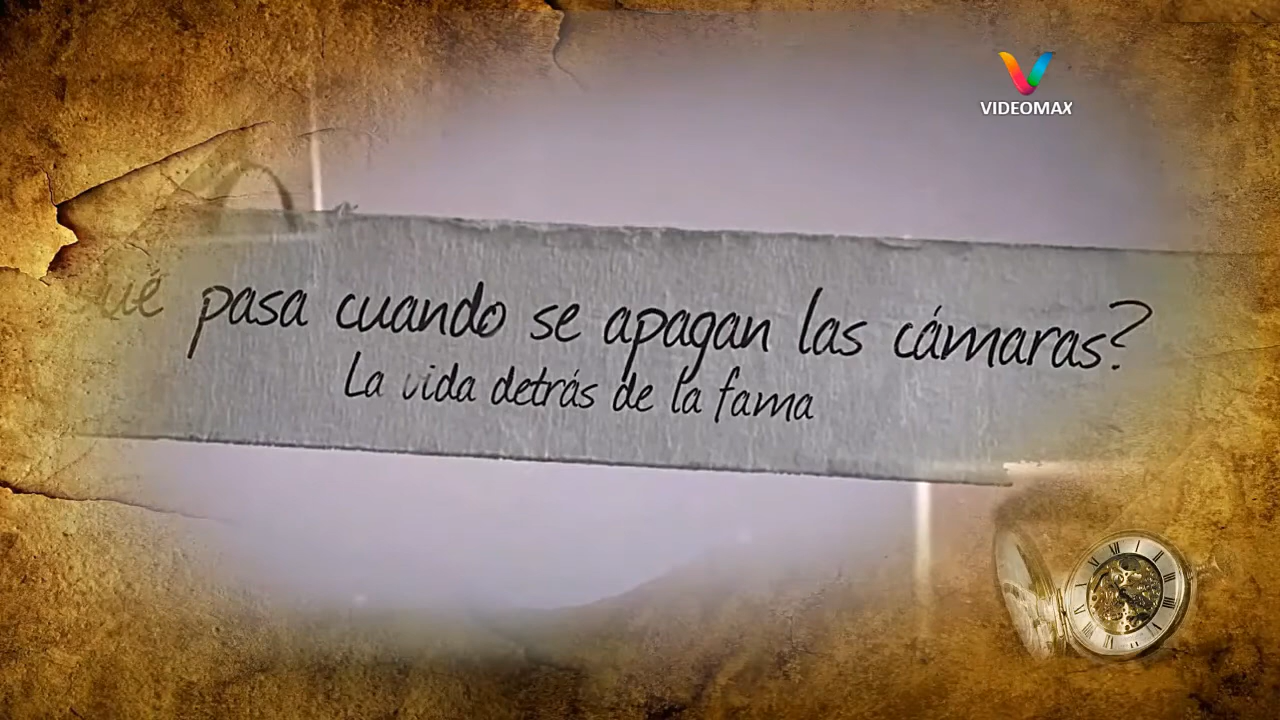 VIDEOMAX
pasa cuando se apagan las cámaras?
La vida detrás de la fama